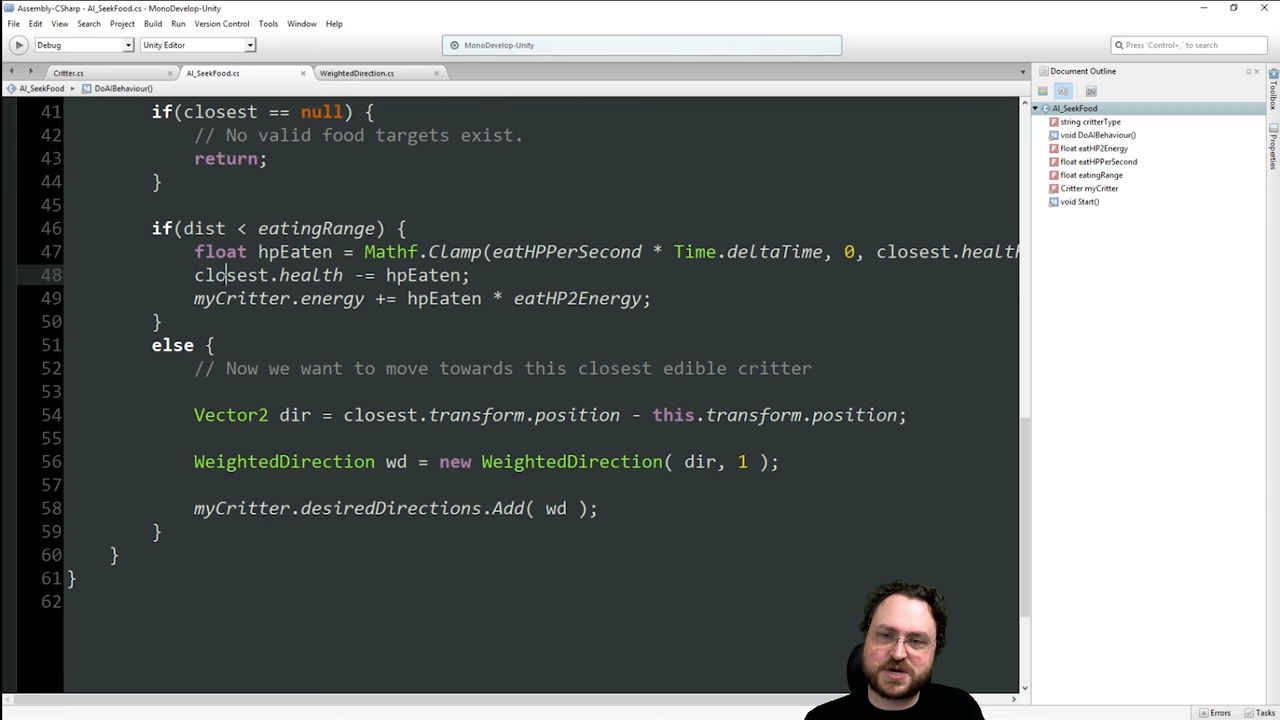 Assembly-CSharp - AI_SeekFood.cs - MonoDevelop-Unity
File Edit View Search Project Build Run Version Control Tools Window Help
Debug Unity Editor MonoDevelop-Unity Press 'Control+,' to search
Critter.cs AI_SeekFood.cs WeightedDirection.cs Document Outline
AI_SeekFood DoAIBehaviour()
41 if(closest == null) {
42 // No valid food targets exist.
43 return;
44 }
45
46 if(dist < eatingRange) {
47 float hpEaten = Mathf.Clamp(eatHPPerSecond * Time.deltaTime, 0, closest.health
48 closest.health -= hpEaten;
49 myCritter.energy += hpEaten * eatHP2Energy;
50 }
51 else {
52 // Now we want to move towards this closest edible critter
53
54 Vector2 dir = closest.transform.position - this.transform.position;
55
56 WeightedDirection wd = new WeightedDirection( dir, 1 );
57
58 myCritter.desiredDirections.Add( wd );
59 }
60 }
61 }
62
AI_SeekFood
string critterType
void DoAIBehaviour()
float eatHP2Energy
float eatHPPerSecond
float eatingRange
Critter myCritter
void Start()
Toolbox
Properties
Errors Tasks